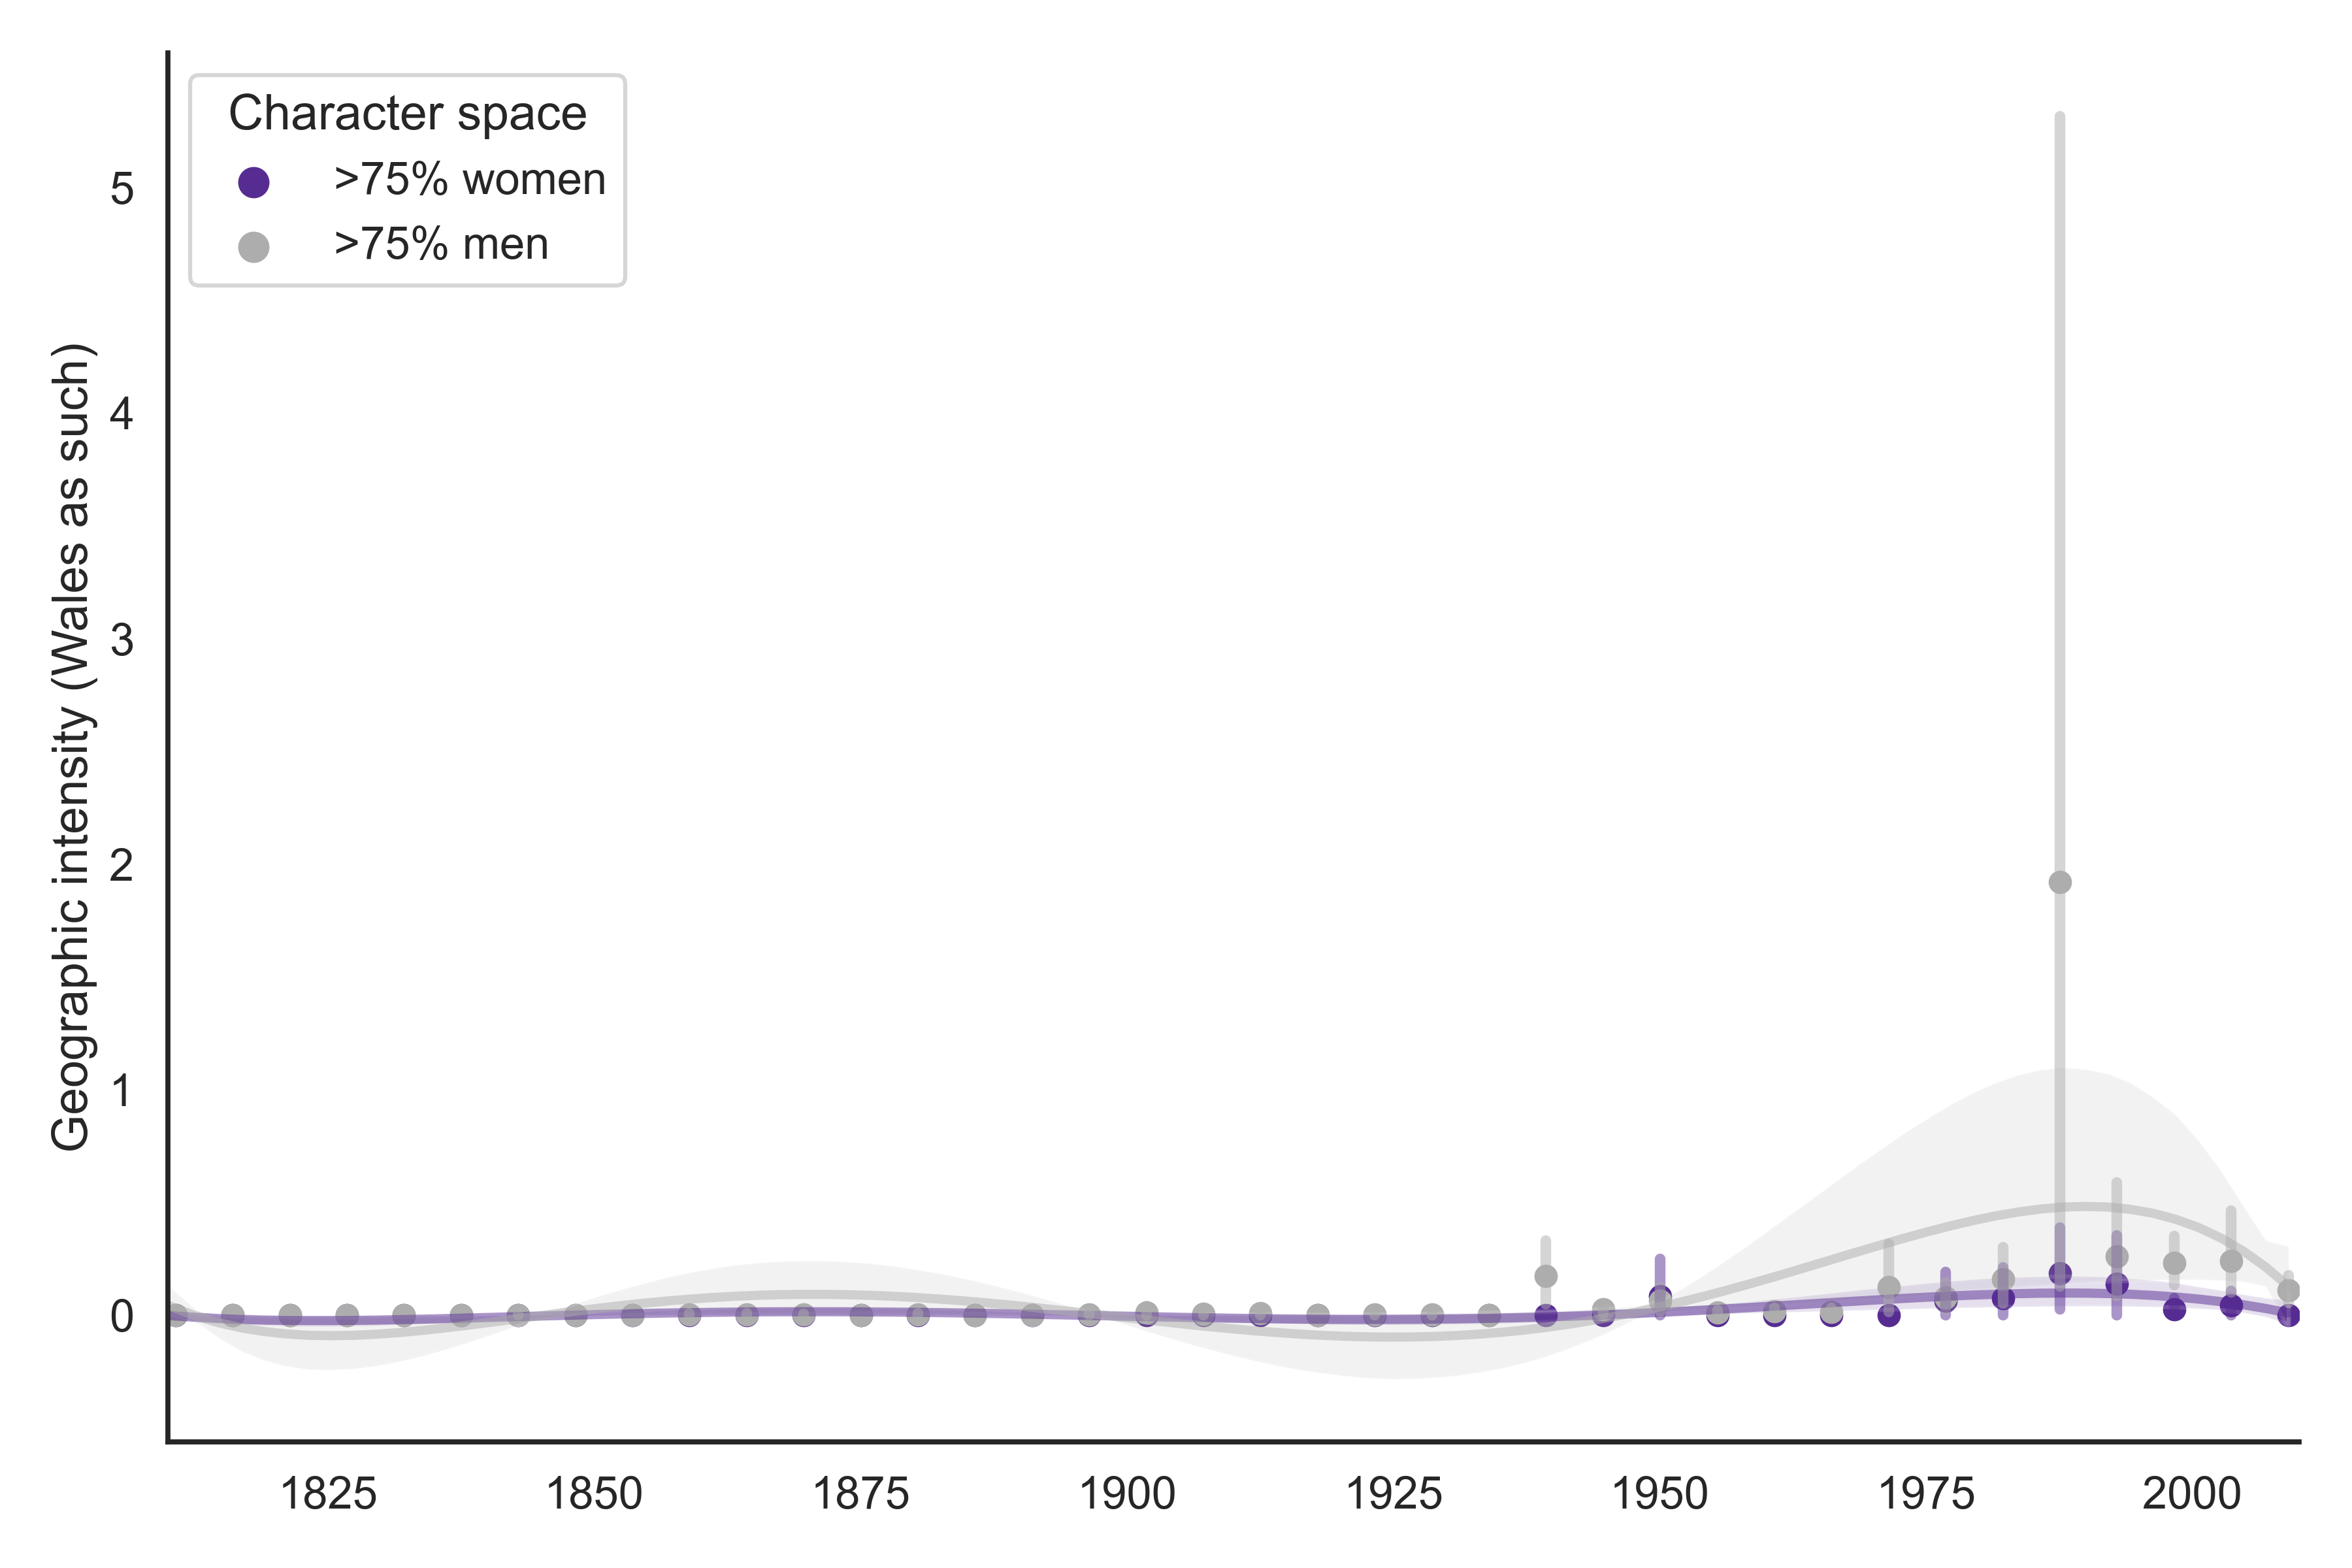 Character space
>75% women
>75% men
Geographic intensity (Wales as such)
5
4
3
2
1
0
1825 1850 1875 1900 1925 1950 1975 2000